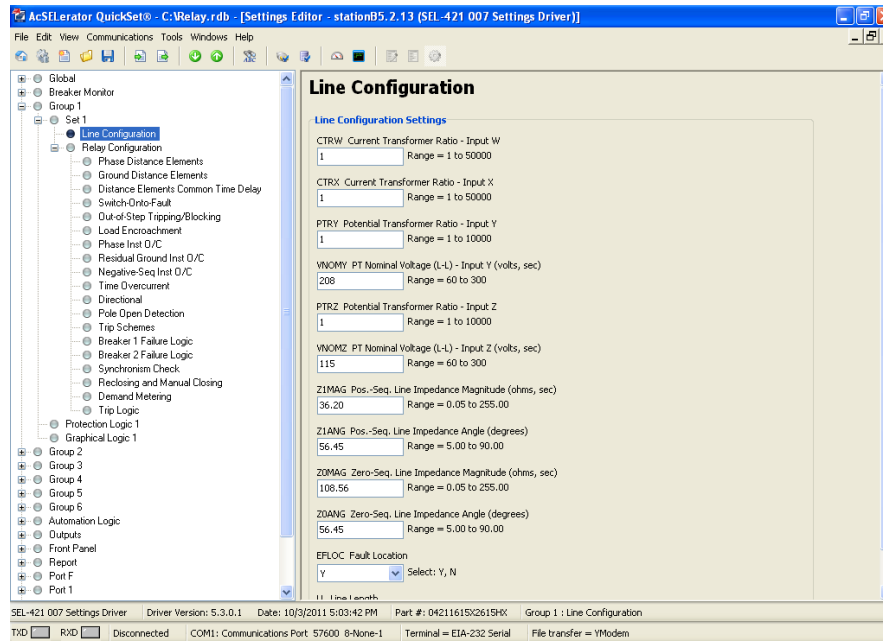 AcSELerator QuickSet® - C:\Relay.rdb - [Settings Editor - stationB5.2.13 (SEL-421 007 Settings Driver)]
File Edit View Communications Tools Windows Help
Global
Breaker Monitor
Group 1
Set 1
Line Configuration
Relay Configuration
Phase Distance Elements
Ground Distance Elements
Distance Elements Common Time Delay
Switch-Onto-Fault
Out-of-Step Tripping/Blocking
Load Encroachment
Phase Inst O/C
Residual Ground Inst O/C
Negative-Seq Inst O/C
Time Overcurrent
Directional
Pole Open Detection
Trip Schemes
Breaker 1 Failure Logic
Breaker 2 Failure Logic
Synchronism Check
Reclosing and Manual Closing
Demand Metering
Trip Logic
Protection Logic 1
Graphical Logic 1
Group 2
Group 3
Group 4
Group 5
Group 6
Automation Logic
Outputs
Front Panel
Report
Port F
Port 1
Line Configuration
Line Configuration Settings
CTRW Current Transformer Ratio - Input W
1 Range = 1 to 50000
CTRX Current Transformer Ratio - Input X
1 Range = 1 to 50000
PTRY Potential Transformer Ratio - Input Y
1 Range = 1 to 10000
VNOMY PT Nominal Voltage (L-L) - Input Y (volts, sec)
208 Range = 60 to 300
PTRZ Potential Transformer Ratio - Input Z
1 Range = 1 to 10000
VNOMZ PT Nominal Voltage (L-L) - Input Z (volts, sec)
115 Range = 60 to 300
Z1MAG Pos.-Seq. Line Impedance Magnitude (ohms, sec)
36.20 Range = 0.05 to 255.00
Z1ANG Pos.-Seq. Line Impedance Angle (degrees)
56.45 Range = 5.00 to 90.00
Z0MAG Zero-Seq. Line Impedance Magnitude (ohms, sec)
108.56 Range = 0.05 to 255.00
Z0ANG Zero-Seq. Line Impedance Angle (degrees)
56.45 Range = 5.00 to 90.00
EFLOC Fault Location
Y Select: Y, N
LL Line Length
SEL-421 007 Settings Driver Driver Version: 5.3.0.1 Date: 10/3/2011 5:03:42 PM Part #: 04211615X2615HX Group 1 : Line Configuration
TXD RXD Disconnected COM1: Communications Port 57600 8-None-1 Terminal = EIA-232 Serial File transfer = YModem